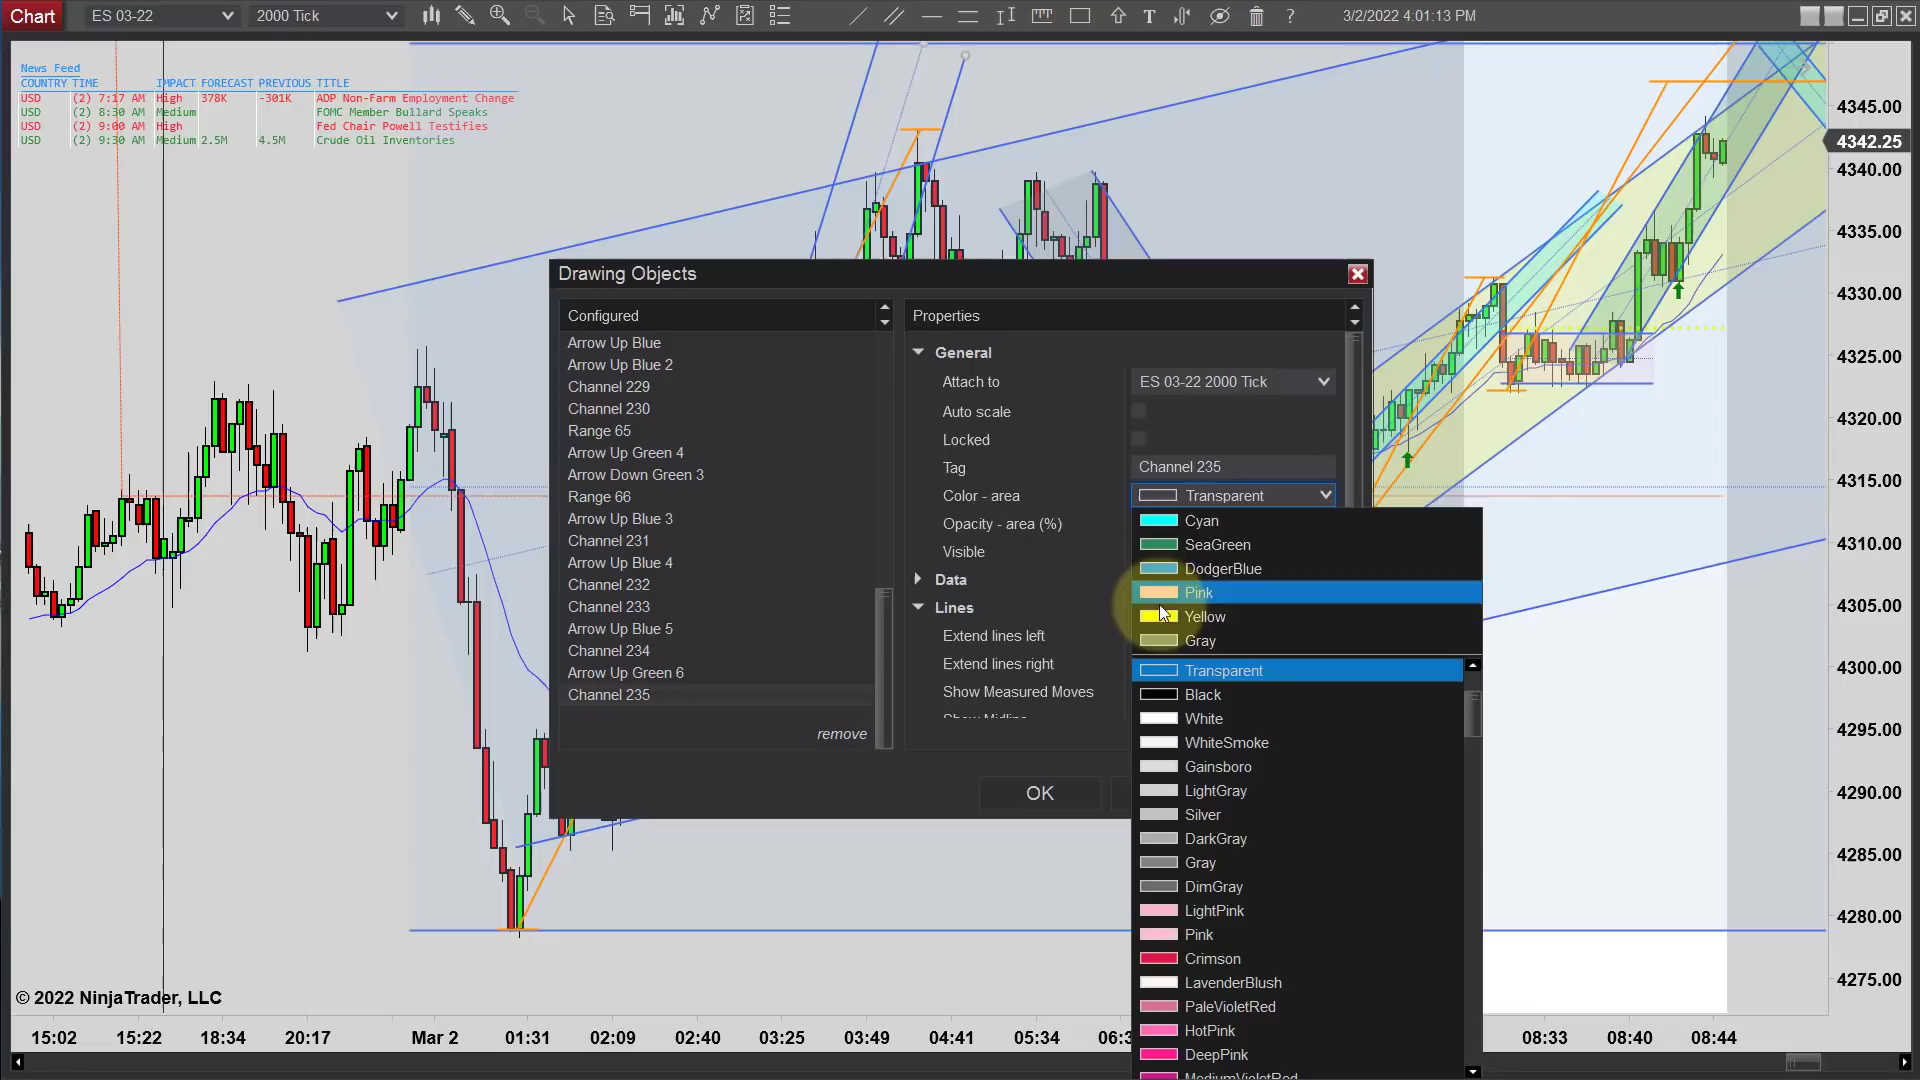 Chart ES 03-22 2000 Tick T ? 3/2/2022 4:01:13 PM
News Feed
COUNTRY TIME IMPACT FORECAST PREVIOUS TITLE
USD (2) 7:17 AM High 378K -301K ADP Non-Farm Employment Change
USD (2) 8:30 AM Medium FOMC Member Bullard Speaks
USD (2) 9:00 AM High Fed Chair Powell Testifies
USD (2) 9:30 AM Medium 2.5M 4.5M Crude Oil Inventories
4345.00
4342.25
4340.00
4335.00
4330.00
4325.00
4320.00
4315.00
4310.00
4305.00
4300.00
4295.00
4290.00
4285.00
4280.00
4275.00
Drawing Objects
Configured
Arrow Up Blue
Arrow Up Blue 2
Channel 229
Channel 230
Range 65
Arrow Up Green 4
Arrow Down Green 3
Range 66
Arrow Up Blue 3
Channel 231
Arrow Up Blue 4
Channel 232
Channel 233
Arrow Up Blue 5
Channel 234
Arrow Up Green 6
Channel 235
remove
Properties
General
Attach to ES 03-22 2000 Tick
Auto scale
Locked
Tag Channel 235
Color - area Transparent
Opacity - area (%)
Visible
Data
Lines
Extend lines left
Extend lines right
Show Measured Moves
Show Midline
OK
Cyan
SeaGreen
DodgerBlue
Pink
Yellow
Gray
Transparent
Black
White
WhiteSmoke
Gainsboro
LightGray
Silver
DarkGray
Gray
DimGray
LightPink
Pink
Crimson
LavenderBlush
PaleVioletRed
HotPink
DeepPink
MediumVioletRed
© 2022 NinjaTrader, LLC
15:02 15:22 18:34 20:17 Mar 2 01:31 02:09 02:40 03:25 03:49 04:41 05:34 06:3 08:33 08:40 08:44